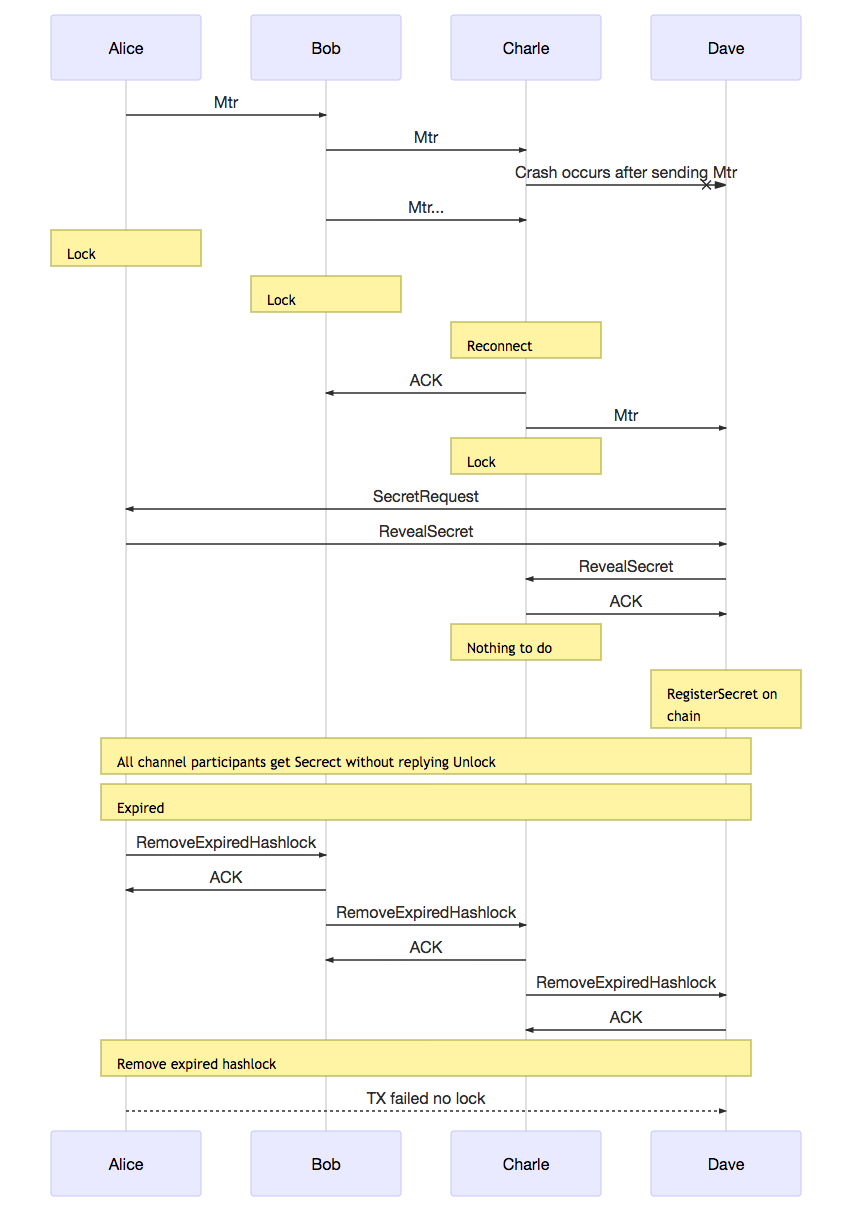 Alice
Bob
Charle
Dave
Mtr
Mtr
Crash occurs after sending Mtr
Mtr...
Lock
Lock
Reconnect
ACK
Mtr
Lock
SecretRequest
RevealSecret
RevealSecret
ACK
Nothing to do
RegisterSecret on
chain
All channel participants get Secrect without replying Unlock
Expired
RemoveExpiredHashlock
ACK
RemoveExpiredHashlock
ACK
RemoveExpiredHashlock
ACK
Remove expired hashlock
TX failed no lock
Alice
Bob
Charle
Dave